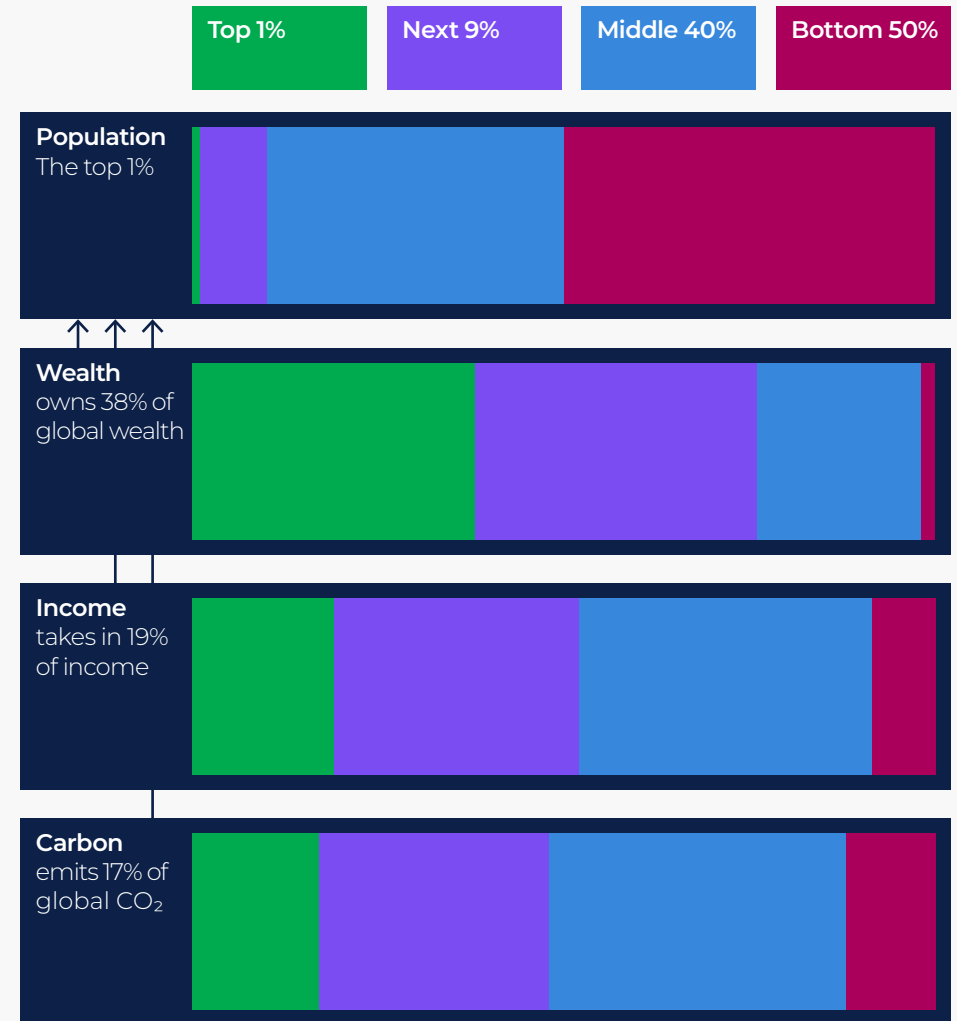 Top 1%
Next 9%
Middle 40%
Bottom 50%
Population
The top 1%
Wealth
owns 38% of
global wealth
Income
takes in 19%
of income
Carbon
emits 17% of
global CO₂